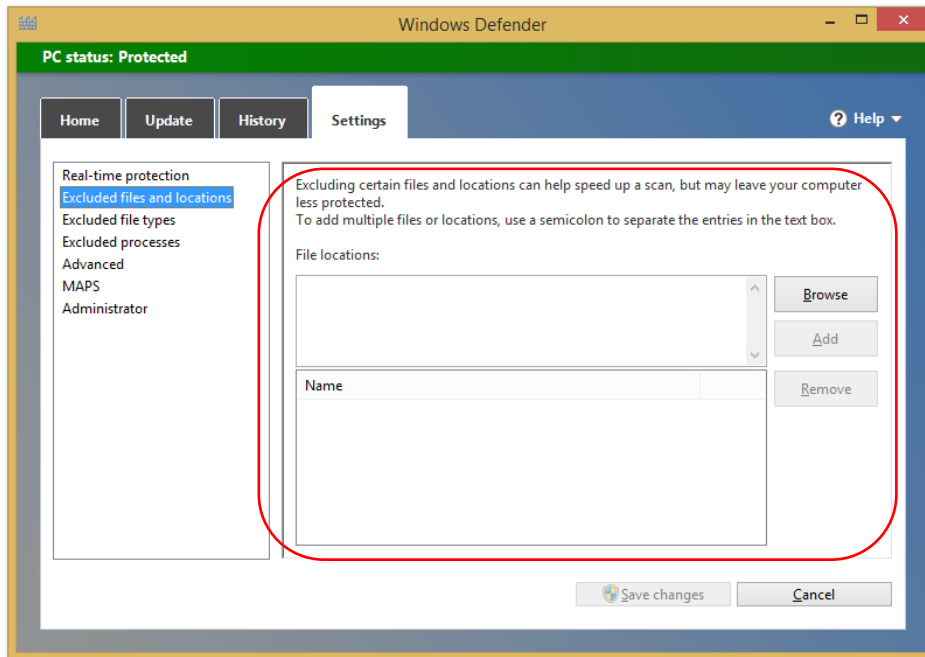 Windows Defender
PC status: Protected
Home
Update
History
Settings
Help
Real-time protection
Excluded files and locations
Excluded file types
Excluded processes
Advanced
MAPS
Administrator
Excluding certain files and locations can help speed up a scan, but may leave your computer
less protected.
To add multiple files or locations, use a semicolon to separate the entries in the text box.
File locations:
Browse
Add
Name
Remove
Save changes
Cancel